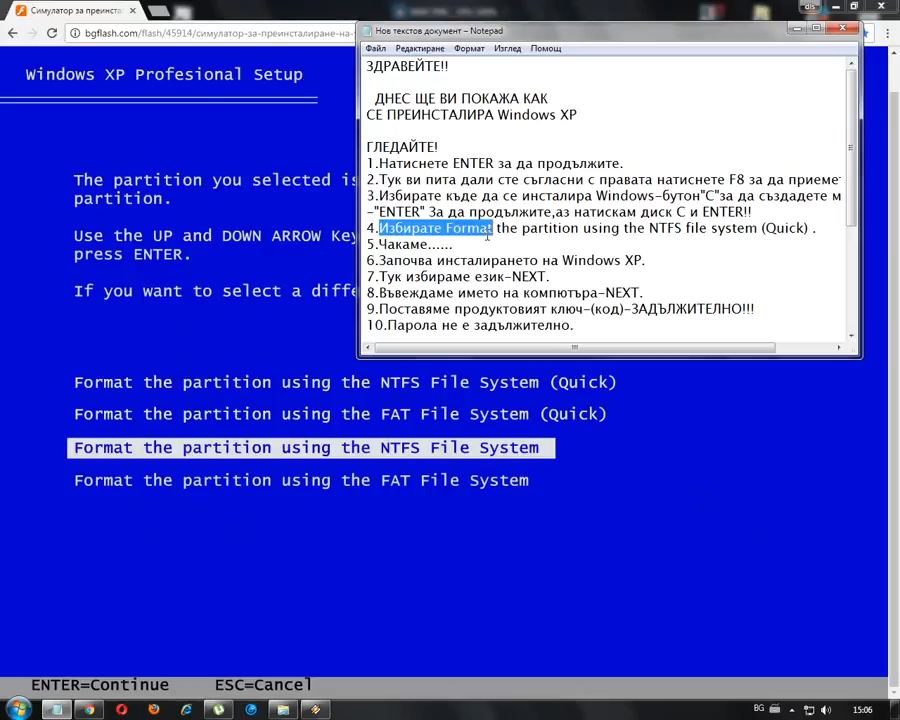 Симулатор за преинста
dis
bgflash.com/flash/45914/симулатор-за-преинсталиране-на-
Windows XP Profesional Setup
The partition you selected is
partition.
Use the UP and DOWN ARROW Key
press ENTER.
If you want to select a diffe
Нов текстов документ – Notepad
Файл Редактиране Формат Изглед Помощ
ЗДРАВЕЙТЕ!!
ДНЕС ЩЕ ВИ ПОКАЖА КАК
СЕ ПРЕИНСТАЛИРА Windows XP
ГЛЕДАЙТЕ!
1.Натиснете ENTER за да продължите.
2.Тук ви пита дали сте съгласни с правата натиснете F8 за да приемет
3.Избирате къде да се инсталира Windows-бутон"C"за да създадете м
-"ENTER" За да продължите,аз натискам диск C и ENTER!!
4.Избирате Format the partition using the NTFS file system (Quick) .
5.Чакаме......
6.Започва инсталирането на Windows XP.
7.Тук избираме език-NEXT.
8.Въвеждаме името на компютъра-NEXT.
9.Поставяме продуктовият ключ-(код)-ЗАДЪЛЖИТЕЛНО!!!
10.Парола не е задължително.
Format the partition using the NTFS File System (Quick)
Format the partition using the FAT File System (Quick)
Format the partition using the NTFS File System
Format the partition using the FAT File System
ENTER=Continue ESC=Cancel
BG
15:06